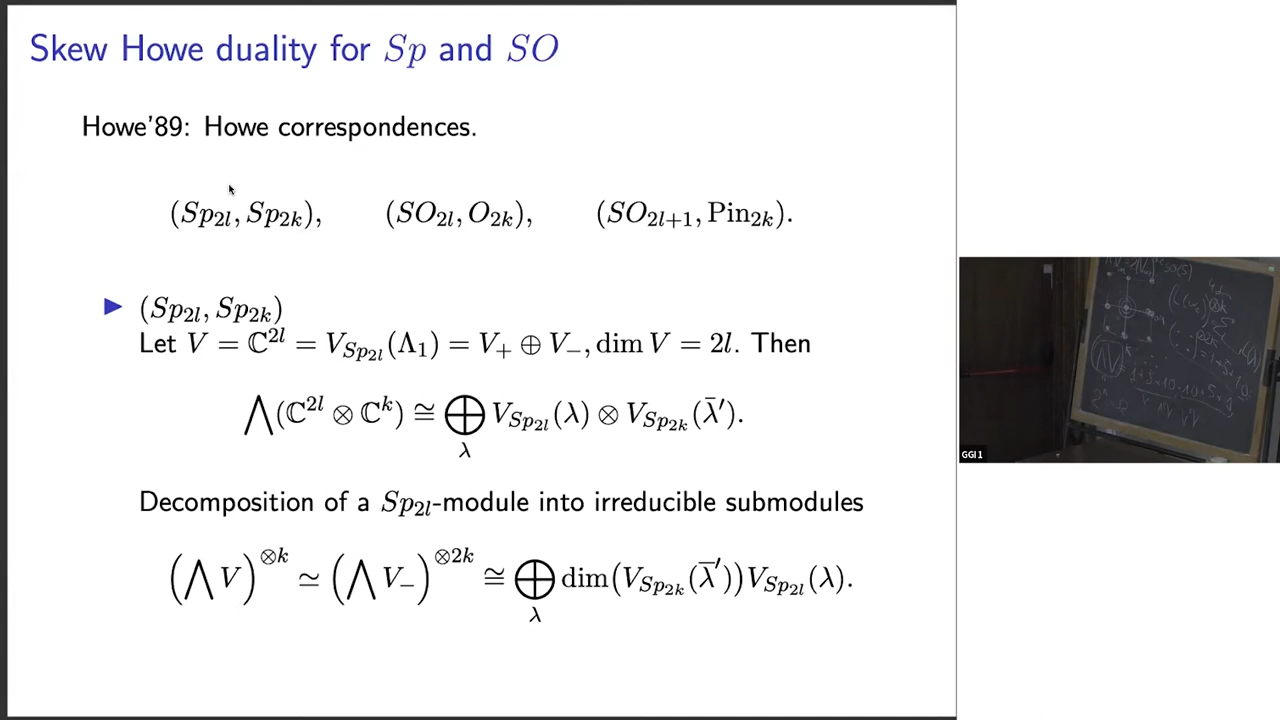 Skew Howe duality for Sp and SO
Howe'89: Howe correspondences.
(Sp_{2l}, Sp_{2k}), (SO_{2l}, O_{2k}), (SO_{2l+1}, Pin_{2k}).
▶ (Sp_{2l}, Sp_{2k})
Let V = ℂ^{2l} = V_{Sp_{2l}}(Λ_1) = V_+ ⊕ V_−, dim V = 2l. Then
⋀(ℂ^{2l} ⊗ ℂ^k) ≅ ⨁_λ V_{Sp_{2l}}(λ) ⊗ V_{Sp_{2k}}(λ̄′).
Decomposition of a Sp_{2l}-module into irreducible submodules
(⋀ V)^{⊗k} ≃ (⋀ V_−)^{⊗2k} ≅ ⨁_λ dim(V_{Sp_{2k}}(λ̄′)) V_{Sp_{2l}}(λ).
GGI 1